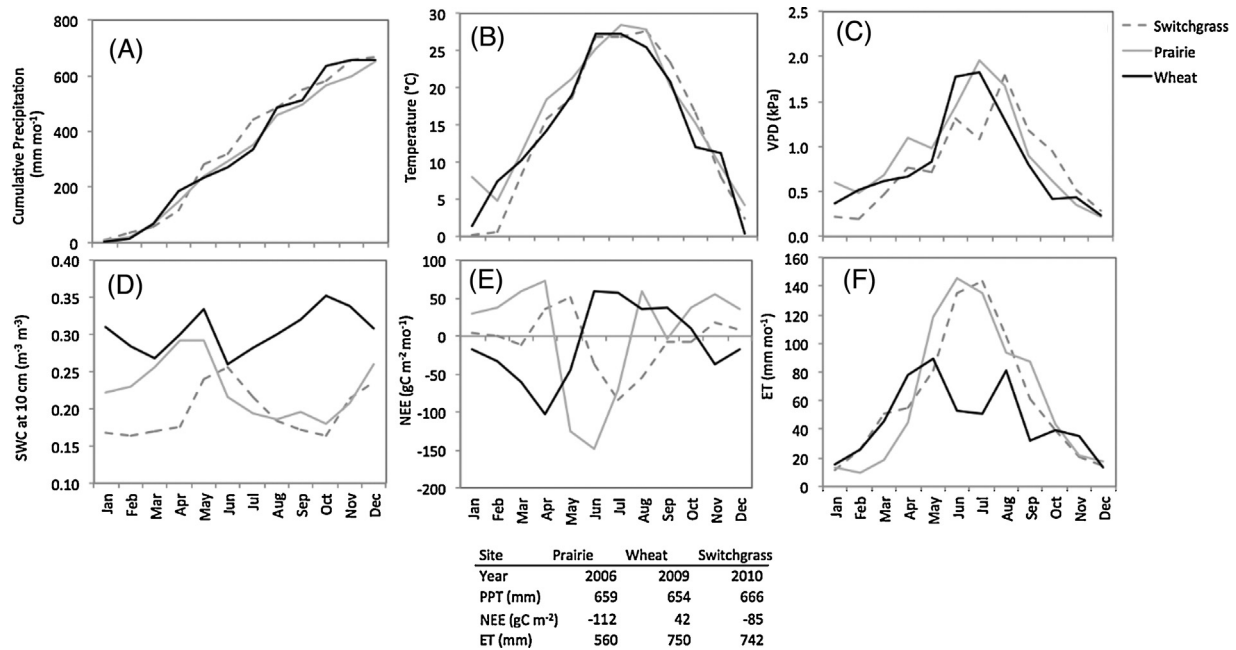 (A)
Cumulative Precipitation
(mm mo⁻¹)
800
600
400
200
0
(B)
Temperature (°C)
30
25
20
15
10
5
0
(C)
VPD (kPa)
2.5
2.0
1.5
1.0
0.5
0.0
Switchgrass
Prairie
Wheat
(D)
SWC at 10 cm (m⁻³ m⁻³)
0.40
0.35
0.30
0.25
0.20
0.15
0.10
Jan Feb Mar Apr May Jun Jul Aug Sep Oct Nov Dec
(E)
NEE (gC m⁻² mo⁻¹)
100
50
0
-50
-100
-150
-200
Jan Feb Mar Apr May Jun Jul Aug Sep Oct Nov Dec
(F)
ET (mm mo⁻¹)
160
140
120
100
80
60
40
20
0
Jan Feb Mar Apr May Jun Jul Aug Sep Oct Nov Dec
Site Prairie Wheat Switchgrass
Year 2006 2009 2010
PPT (mm) 659 654 666
NEE (gC m⁻²) -112 42 -85
ET (mm) 560 750 742